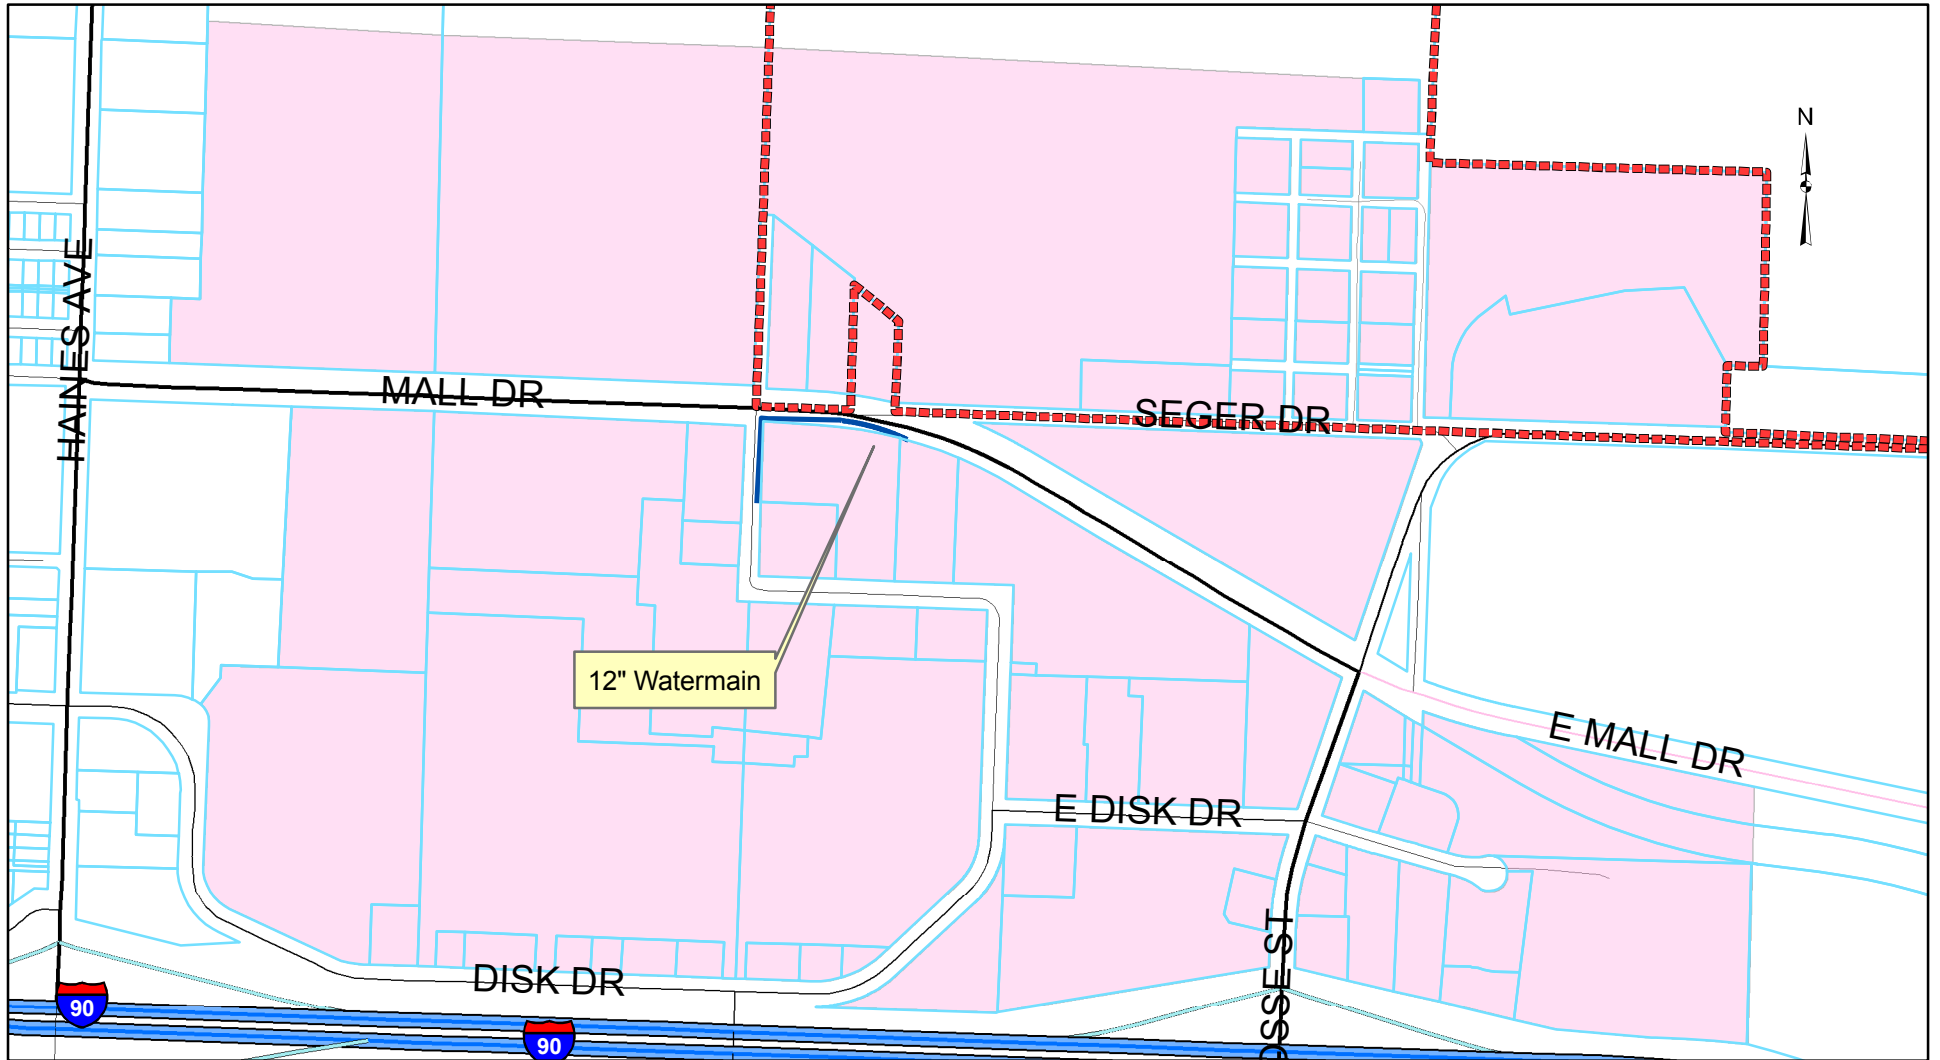 N
HAINES AVE
MALL DR
SEGER DR
12" Watermain
E MALL DR
E DISK DR
DISK DR
90
90